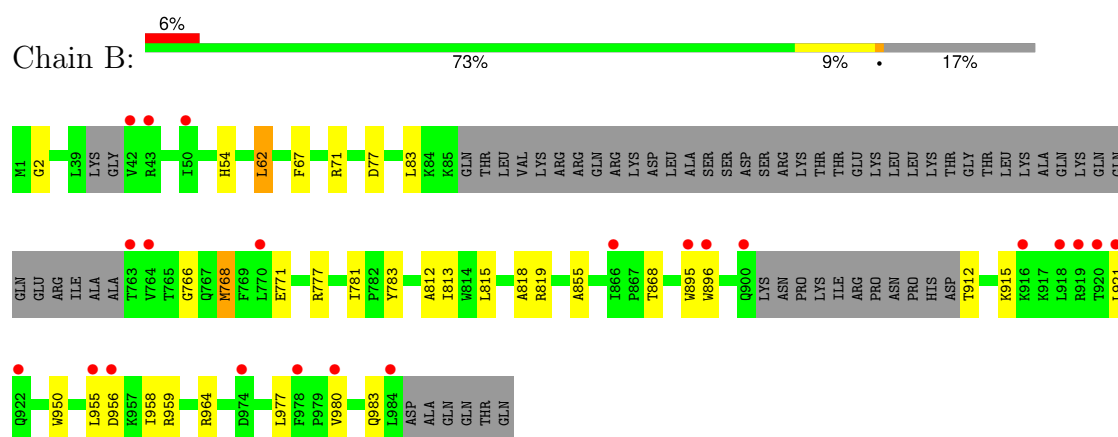 6%
Chain B:
73% 9% • 17%
M1 G2 L39 LYS GLY V42 R43 I50 H54 L62 F67 R71 D77 L83 K84 K85 GLN THR LEU VAL LYS ARG ARG GLN ARG LYS ASP LEU ALA SER SER ASP SER ARG LYS THR THR GLU LYS LEU LEU LYS THR GLY THR LEU LYS ALA GLN LYS GLN GLN
GLN GLU ARG ILE ALA ALA T763 V764 T765 G766 Q767 M768 F769 L770 E771 R777 I781 P782 Y783 A812 I813 W814 L815 A818 R819 A855 I866 P867 T868 W895 W896 Q900 LYS ASN PRO LYS ILE ARG PRO ASN PRO HIS ASP T912 K915 K916 K917 L918 R919 T920
Q922 W950 L955 D956 K957 I958 R959 R964 D974 L977 F978 P979 V980 Q983 L984 ASP ALA GLN GLN THR GLN